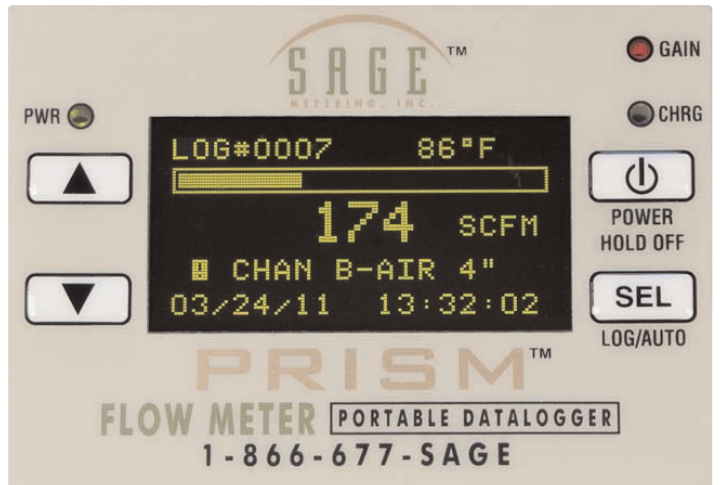 SAGE™
METERING, INC.
GAIN
PWR
CHRG
LOG#0007 86°F
174 SCFM
CHAN B-AIR 4"
03/24/11 13:32:02
POWER
HOLD OFF
SEL
LOG/AUTO
PRISM™
FLOW METER PORTABLE DATALOGGER
1-866-677-SAGE